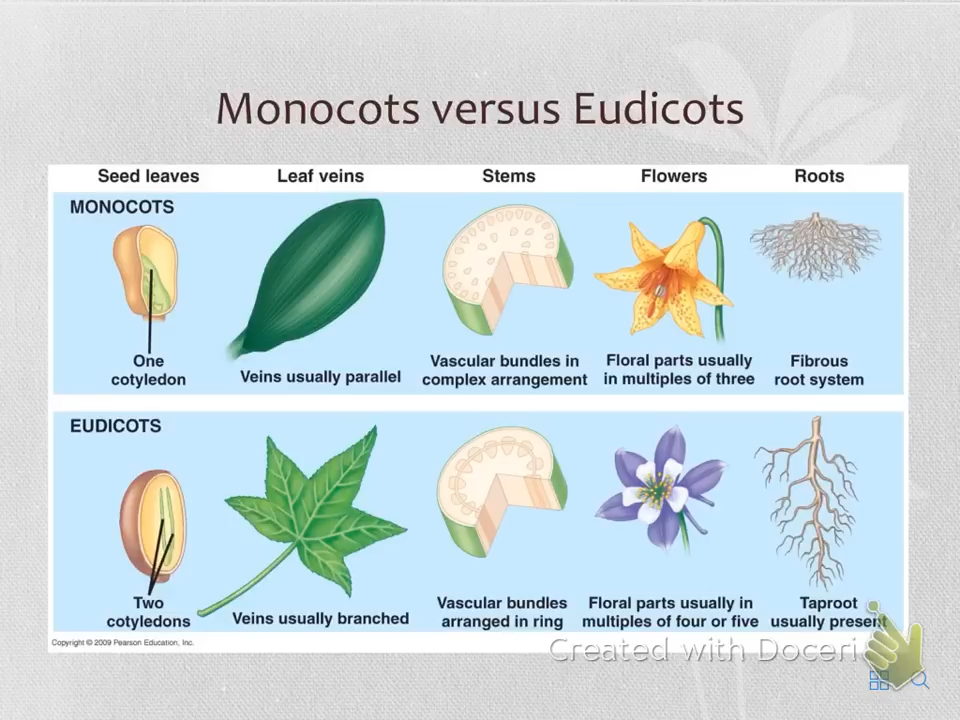 Monocots versus Eudicots
Seed leaves
Leaf veins
Stems
Flowers
Roots
MONOCOTS
One
cotyledon
Veins usually parallel
Vascular bundles in
complex arrangement
Floral parts usually
in multiples of three
Fibrous
root system
EUDICOTS
Two
cotyledons
Veins usually branched
Vascular bundles
arranged in ring
Floral parts usually in
multiples of four or five
Taproot
usually present
Copyright © 2009 Pearson Education, Inc.
Created with Doceri